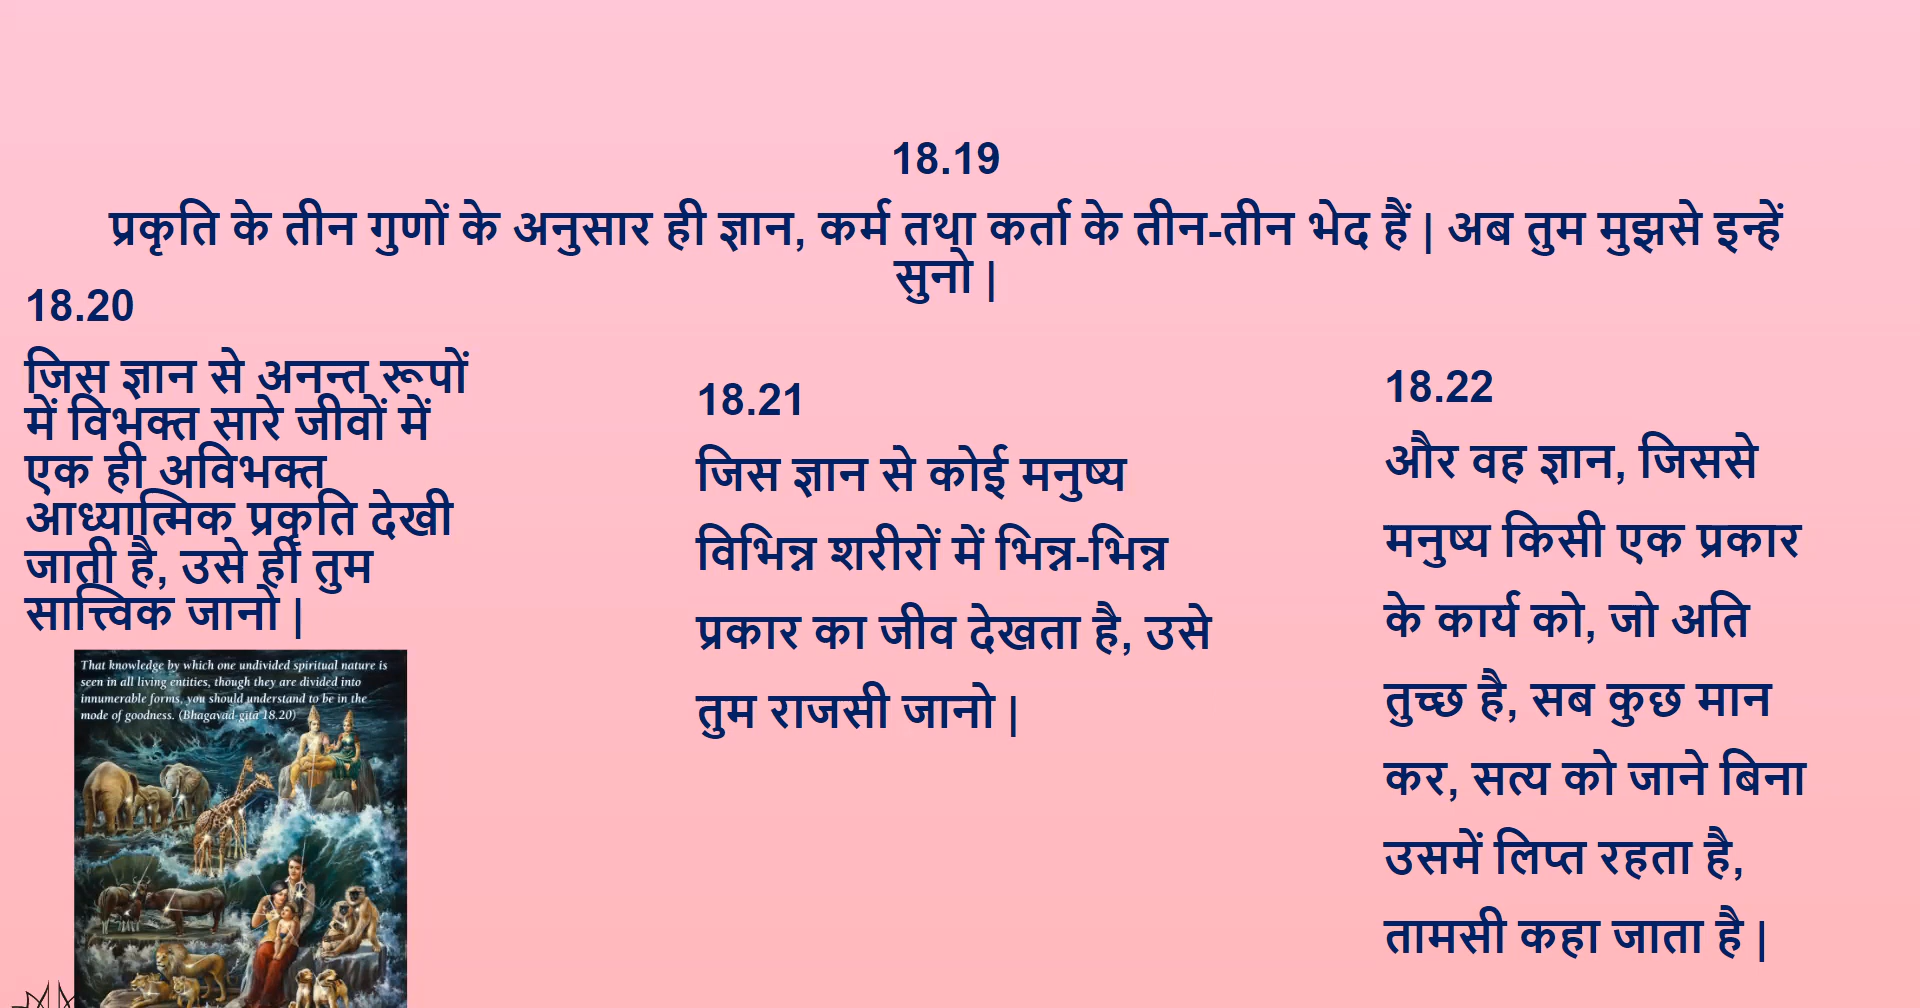 18.19
प्रकृति के तीन गुणों के अनुसार ही ज्ञान, कर्म तथा कर्ता के तीन-तीन भेद हैं | अब तुम मुझसे इन्हें
सुनो |
18.20
जिस ज्ञान से अनन्त रूपों
में विभक्त सारे जीवों में
एक ही अविभक्त
आध्यात्मिक प्रकृति देखी
जाती है, उसे ही तुम
सात्त्विक जानो |
That knowledge by which one undivided spiritual nature is
seen in all living entities, though they are divided into
innumerable forms, you should understand to be in the
mode of goodness. (Bhagavad-gītā 18.20)
18.21
जिस ज्ञान से कोई मनुष्य
विभिन्न शरीरों में भिन्न-भिन्न
प्रकार का जीव देखता है, उसे
तुम राजसी जानो |
18.22
और वह ज्ञान, जिससे
मनुष्य किसी एक प्रकार
के कार्य को, जो अति
तुच्छ है, सब कुछ मान
कर, सत्य को जाने बिना
उसमें लिप्त रहता है,
तामसी कहा जाता है |